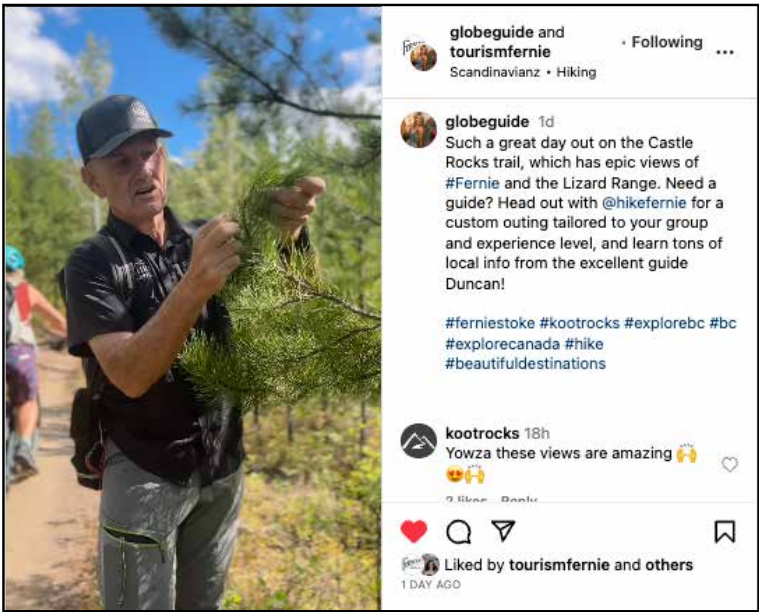 globeguide and
tourismfernie
• Following
...
Scandinavianz • Hiking
globeguide 1d
Such a great day out on the Castle
Rocks trail, which has epic views of
#Fernie and the Lizard Range. Need a
guide? Head out with @hikefernie for a
custom outing tailored to your group
and experience level, and learn tons of
local info from the excellent guide
Duncan!
#ferniestoke #kootrocks #explorebc #bc
#explorecanada #hike
#beautifuldestinations
kootrocks 18h
Yowza these views are amazing 🙌
😍🙌
2 likes Reply
Liked by tourismfernie and others
1 DAY AGO